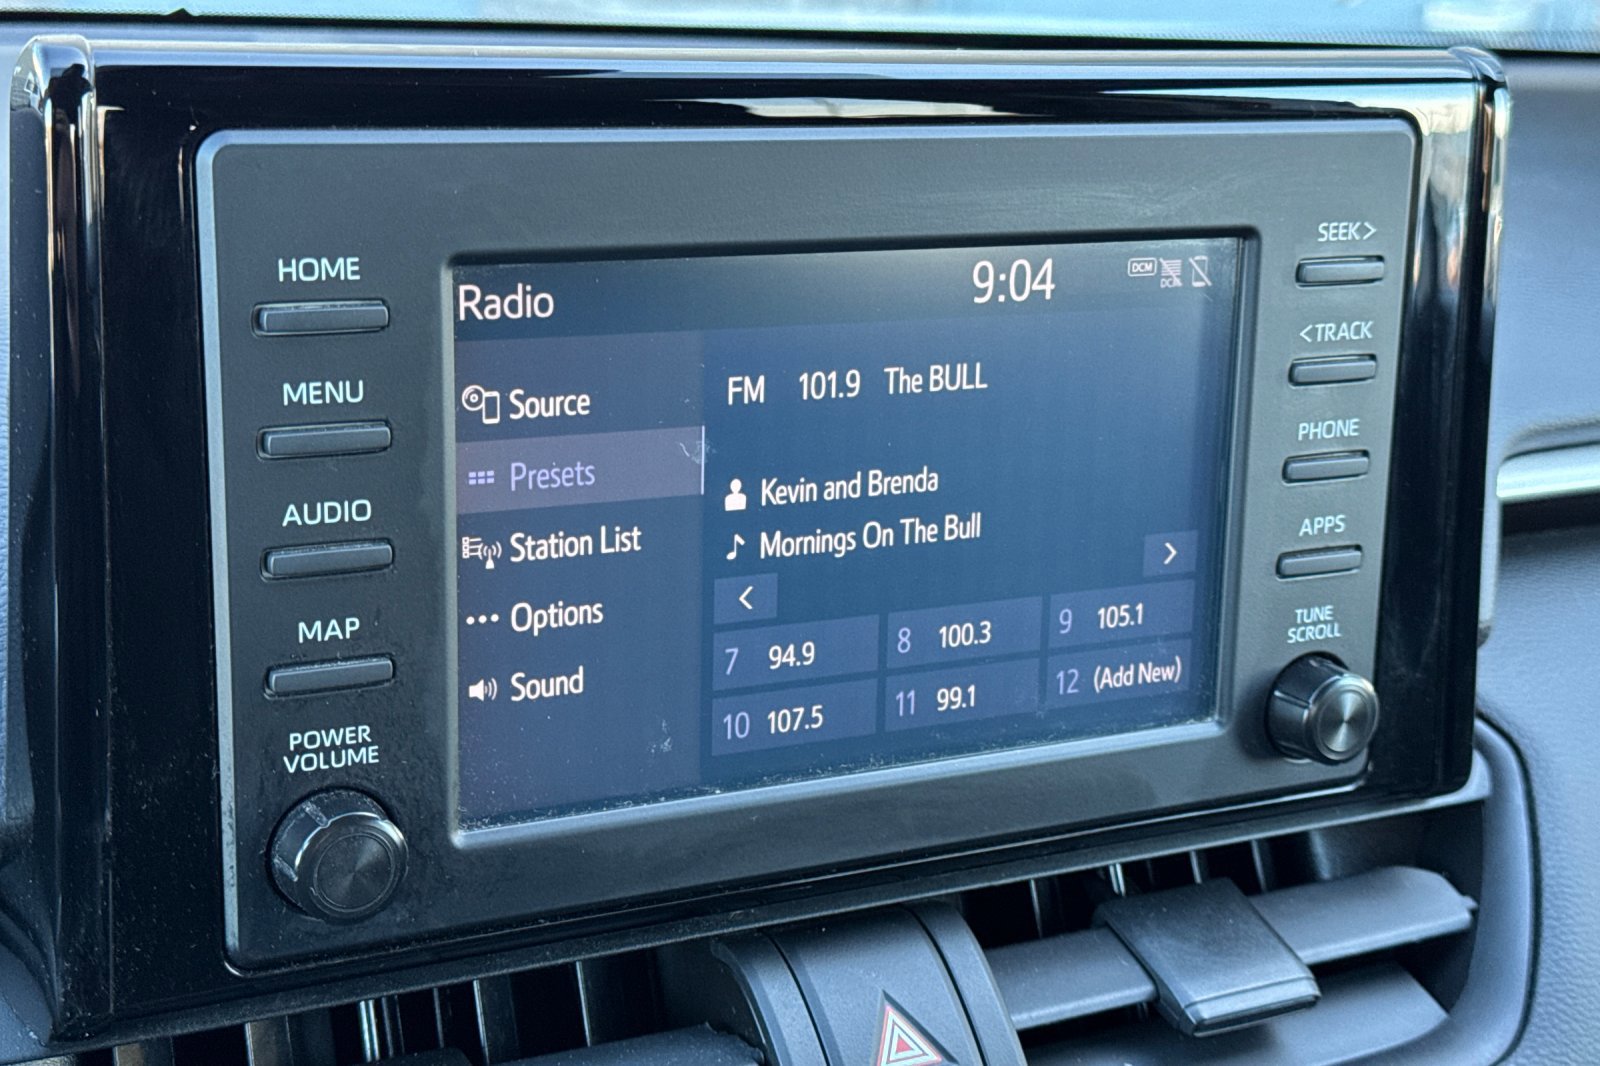 HOME
MENU
AUDIO
MAP
POWER
VOLUME
Radio
9:04
DCM
DCM
Source
Presets
Station List
Options
Sound
FM 101.9 The BULL
Kevin and Brenda
Mornings On The Bull
<
>
7 94.9
8 100.3
9 105.1
10 107.5
11 99.1
12 (Add New)
SEEK>
<TRACK
PHONE
APPS
TUNE
SCROLL